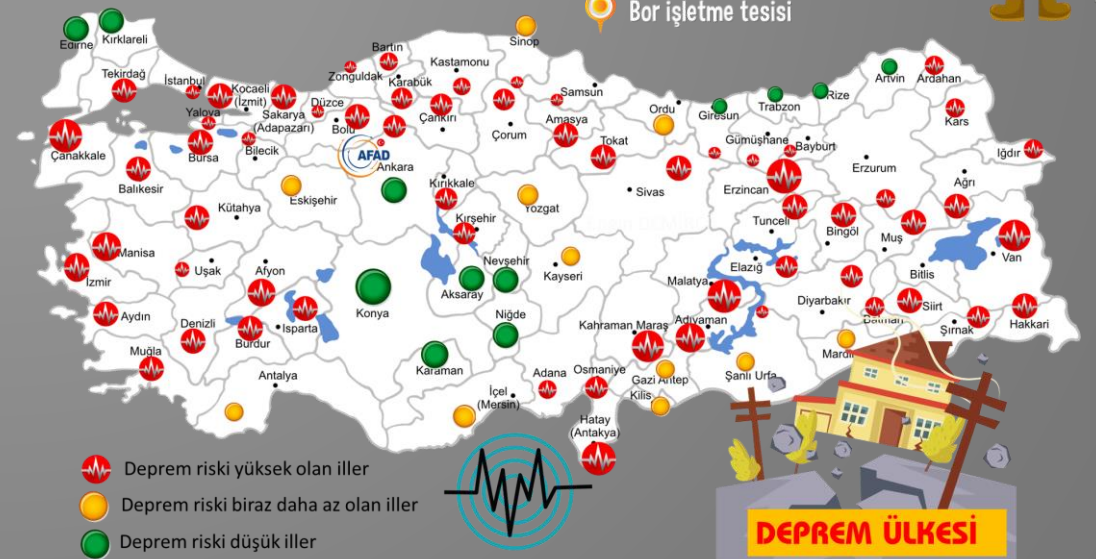 Bor işletme tesisi
Edirne
Kırklareli
Tekirdağ
İstanbul
Kocaeli
(İzmit)
Yalova
Sakarya
(Adapazarı)
Düzce
Bolu
Zonguldak
Bartın
Karabük
Kastamonu
Sinop
Çankırı
Samsun
Çorum
Amasya
Tokat
Ordu
Giresun
Trabzon
Rize
Artvin
Ardahan
Kars
Iğdır
Gümüşhane
Bayburt
Erzurum
Ağrı
Çanakkale
Balıkesir
Bursa
Bilecik
AFAD
Ankara
Eskişehir
Kütahya
Kırıkkale
Kırşehir
Yozgat
Sivas
Erzincan
Tunceli
Bingöl
Muş
Bitlis
Van
Manisa
İzmir
Uşak
Afyon
Konya
Aksaray
Nevşehir
Niğde
Kayseri
Malatya
Elazığ
Diyarbakır
Batman
Siirt
Şırnak
Hakkari
Aydın
Denizli
Burdur
Isparta
Muğla
Antalya
Karaman
İçel
(Mersin)
Adana
Osmaniye
Kahraman Maraş
Adıyaman
Gazi Antep
Kilis
Şanlı Urfa
Hatay
(Antakya)
Deprem riski yüksek olan iller
Deprem riski biraz daha az olan iller
Deprem riski düşük iller
DEPREM ÜLKESİ